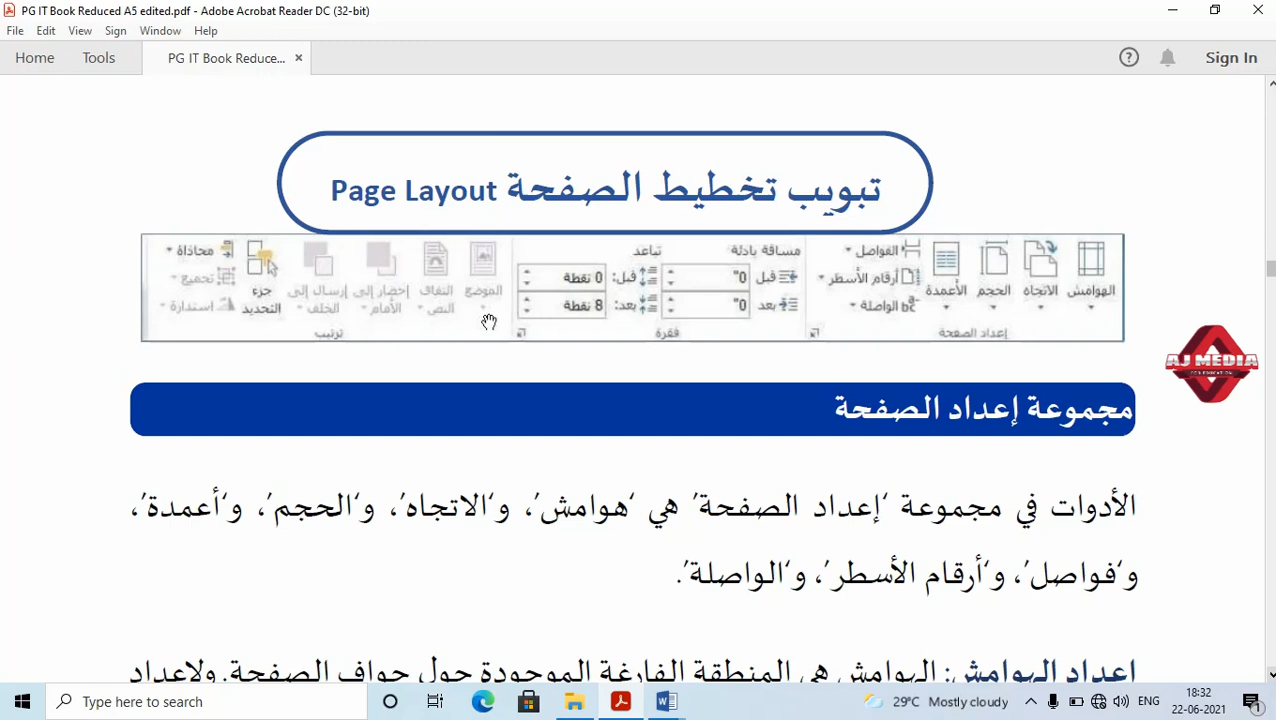 PG IT Book Reduced A5 edited.pdf - Adobe Acrobat Reader DC (32-bit)
File Edit View Sign Window Help
Home Tools PG IT Book Reduce... × Sign In
تبويب تخطيط الصفحة Page Layout
الهوامش الاتجاه الحجم الأعمدة
الفواصل
أرقام الأسطر
الواصلة
إعداد الصفحة
مسافة بادئة تباعد
قبل 0" قبل: 0 نقطة
بعد 0" بعد: 8 نقطة
فقرة
الموضع
التفاف النص
إحضار إلى الأمام
إرسال إلى الخلف
جزء التحديد
محاذاة
تجميع
استدارة
ترتيب
AJ MEDIA
FOR EDUCATION
مجموعة إعداد الصفحة
الأدوات في مجموعة ‘إعداد الصفحة’ هي ‘هوامش’، و‘الاتجاه’، و‘الحجم’، و‘أعمدة’،
و‘فواصل’، و‘أرقام الأسطر’، و‘الواصلة’.
إعداد الهوامش: الهوامش هي المنطقة الفارغة الموجودة حول حواف الصفحة. ولإعداد
Type here to search
29°C Mostly cloudy ENG 18:32
22-06-2021